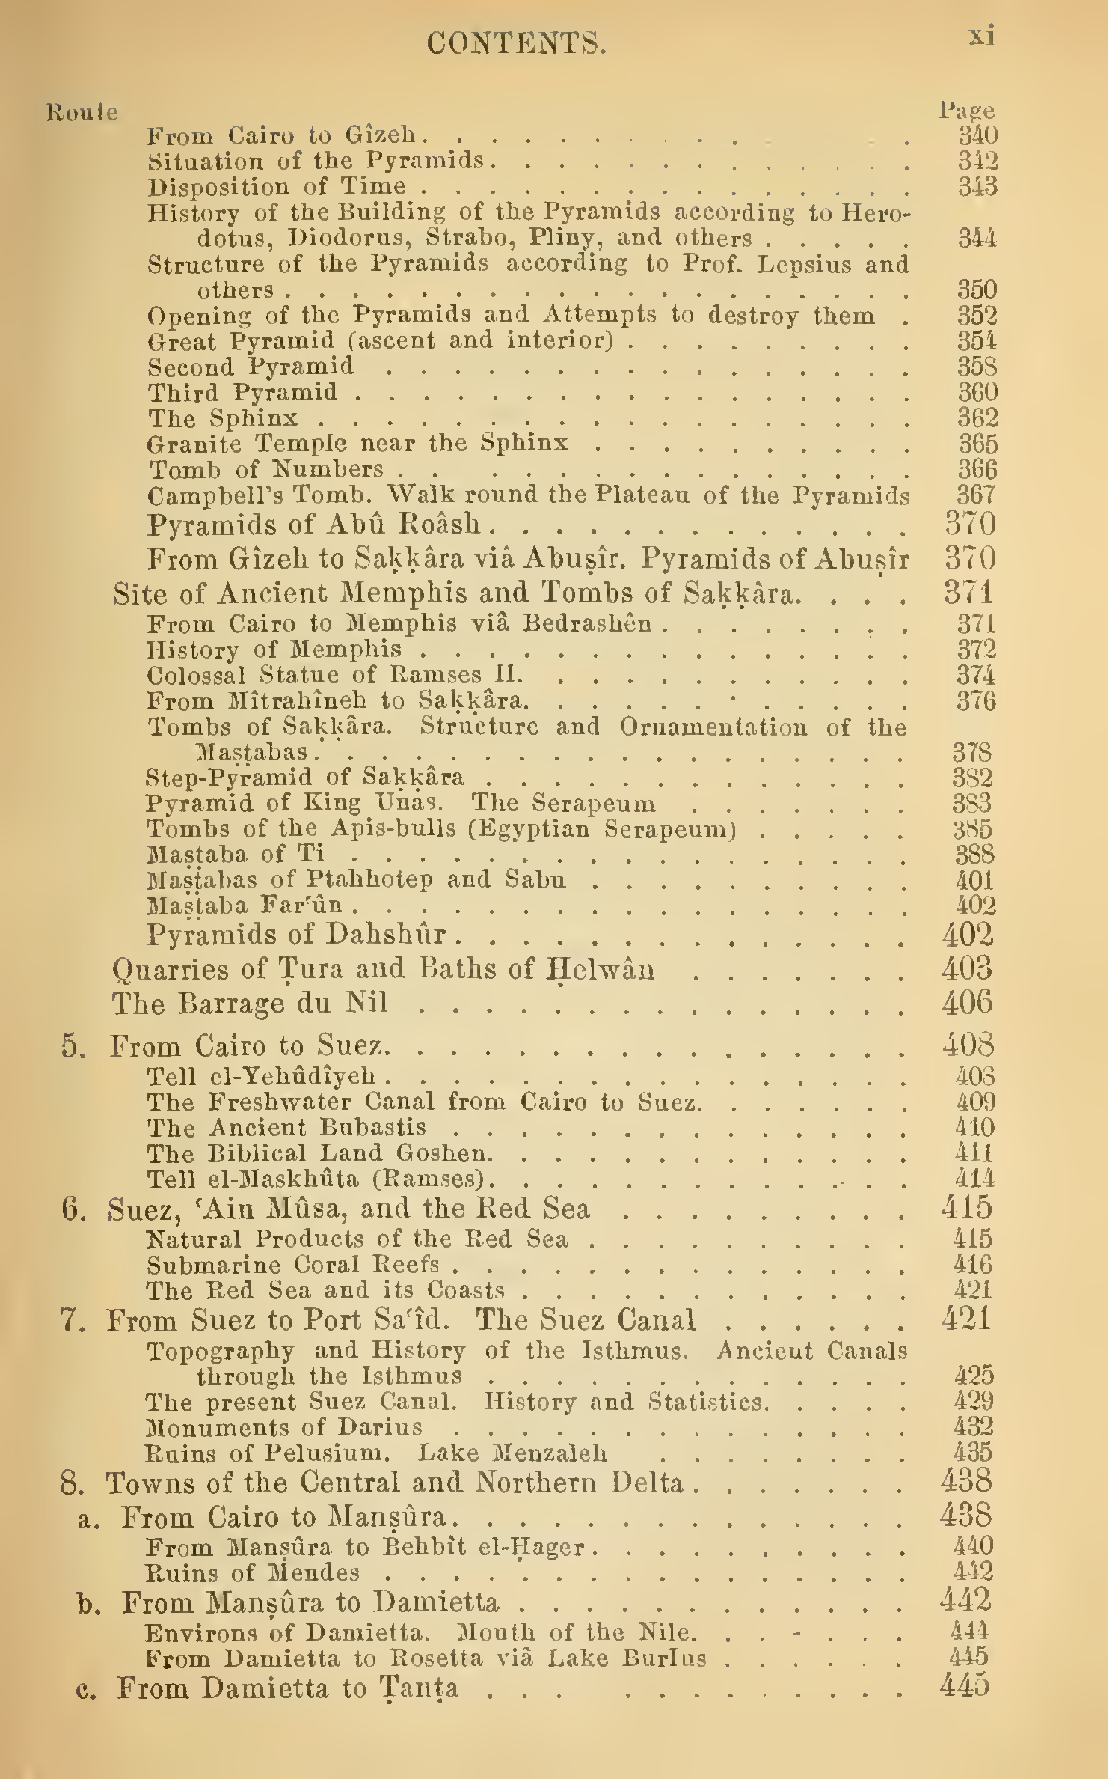 CONTENTS. xi
Route Page
From Cairo to Gîzeh . . . . . . . . . . . . 340
Situation of the Pyramids . . . . . . . . . . . . . 342
Disposition of Time . . . . . . . . . . . . . . . 343
History of the Building of the Pyramids according to Hero-
dotus, Diodorus, Strabo, Pliny, and others . . . . . 344
Structure of the Pyramids according to Prof. Lepsius and
others . . . . . . . . . . . . . . . . . . . 350
Opening of the Pyramids and Attempts to destroy them . 352
Great Pyramid (ascent and interior) . . . . . . . . . 354
Second Pyramid . . . . . . . . . . . . . . . . 358
Third Pyramid . . . . . . . . . . . . . . . . . 360
The Sphinx . . . . . . . . . . . . . . . . . . 362
Granite Temple near the Sphinx . . . . . . . . . . 365
Tomb of Numbers . . . . . . . . . . . . . . . 366
Campbell's Tomb. Walk round the Plateau of the Pyramids 367
Pyramids of Abû Roâsh . . . . . . . . . . . . . 370
From Gîzeh to Saḳḳâra viâ Abuṣîr. Pyramids of Abuṣîr 370
Site of Ancient Memphis and Tombs of Saḳḳâra. . . . 371
From Cairo to Memphis viâ Bedrashên . . . . . . . . 371
History of Memphis . . . . . . . . . . . . . . . 372
Colossal Statue of Ramses II. . . . . . . . . . . . 374
From Mîtrahîneh to Saḳḳâra. . . . . . . . . . . . 376
Tombs of Saḳḳâra. Structure and Ornamentation of the
Maṣṭabas . . . . . . . . . . . . . . . . . . 378
Step-Pyramid of Saḳḳâra . . . . . . . . . . . . . 382
Pyramid of King Unas. The Serapeum . . . . . . . 383
Tombs of the Apis-bulls (Egyptian Serapeum) . . . . . 385
Maṣṭaba of Ti . . . . . . . . . . . . . . . . . 388
Maṣṭabas of Ptahhotep and Sabu . . . . . . . . . . 401
Maṣṭaba Far'ûn . . . . . . . . . . . . . . . . . 402
Pyramids of Dahshûr . . . . . . . . . . . . . . 402
Quarries of Ṭura and Baths of Ḥelwân . . . . . . . 403
The Barrage du Nil . . . . . . . . . . . . . . . 406
5. From Cairo to Suez. . . . . . . . . . . . . . . . 408
Tell el-Yehûdîyeh . . . . . . . . . . . . . . . . 408
The Freshwater Canal from Cairo to Suez. . . . . . . 409
The Ancient Bubastis . . . . . . . . . . . . . . 410
The Biblical Land Goshen. . . . . . . . . . . . . 411
Tell el-Maskhûta (Ramses). . . . . . . . . . . . . 414
6. Suez, 'Ain Mûsa, and the Red Sea . . . . . . . . . 415
Natural Products of the Red Sea . . . . . . . . . . 415
Submarine Coral Reefs . . . . . . . . . . . . . . 416
The Red Sea and its Coasts . . . . . . . . . . . . 421
7. From Suez to Port Sa'îd. The Suez Canal . . . . . . 421
Topography and History of the Isthmus. Ancient Canals
through the Isthmus . . . . . . . . . . . . . 425
The present Suez Canal. History and Statistics. . . . . 429
Monuments of Darius . . . . . . . . . . . . . . 432
Ruins of Pelusium. Lake Menzaleh . . . . . . . . 435
8. Towns of the Central and Northern Delta . . . . . . . 438
a. From Cairo to Manṣûra. . . . . . . . . . . . . . 438
From Manṣûra to Behbît el-Ḥager . . . . . . . . . . 440
Ruins of Mendes . . . . . . . . . . . . . . . . 442
b. From Manṣûra to Damietta . . . . . . . . . . . . 442
Environs of Damietta. Mouth of the Nile. . . . . . . 444
From Damietta to Rosetta viâ Lake Burlus . . . . . . 445
c. From Damietta to Ṭanṭa . . . . . . . . . . . . 445